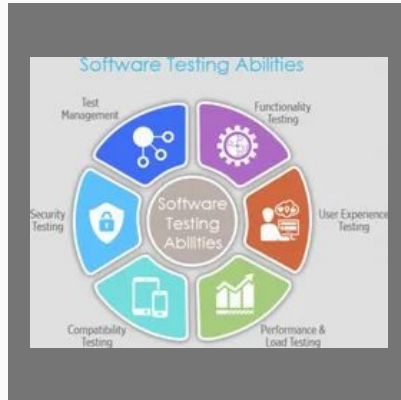 Software Testing Abilities
Test
Management
Functionality
Testing
Security
Testing
Software
Testing
Abilities
User Experience
Testing
Compatibility
Testing
Performance &
Load Testing